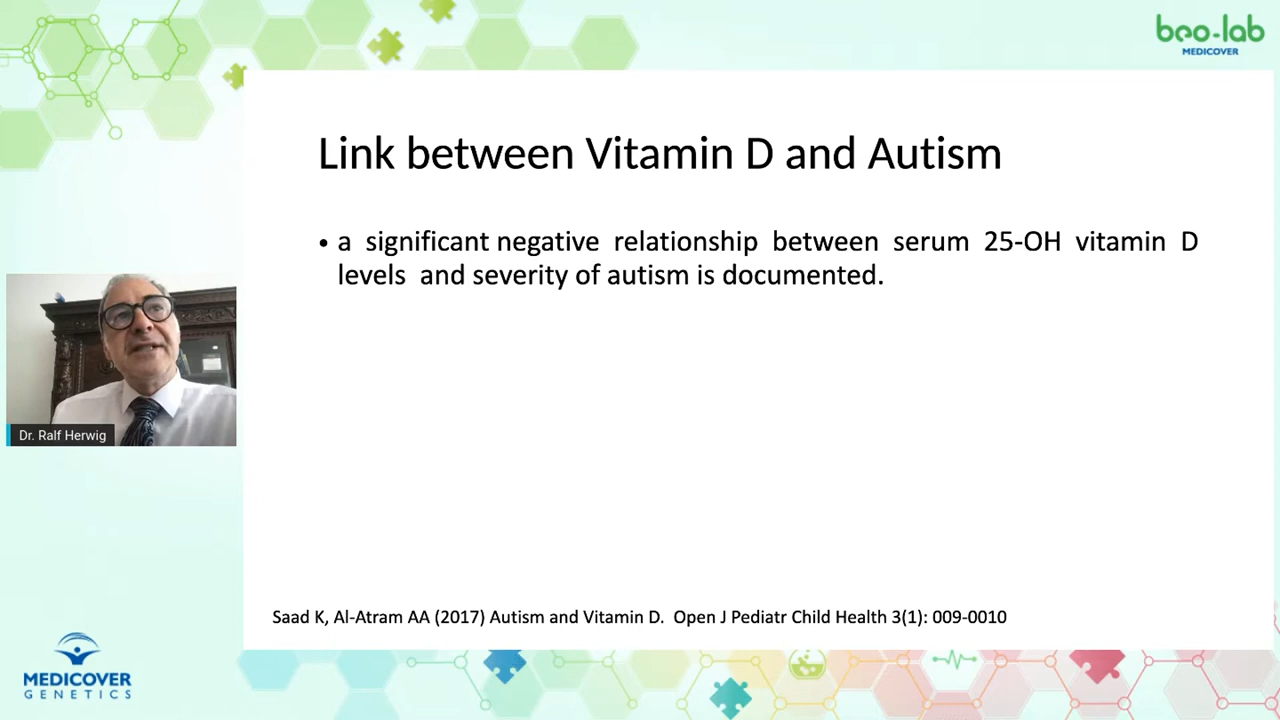 beo-lab
MEDICOVER
Link between Vitamin D and Autism
• a significant negative relationship between serum 25-OH vitamin D
levels and severity of autism is documented.
Dr. Ralf Herwig
Saad K, Al-Atram AA (2017) Autism and Vitamin D. Open J Pediatr Child Health 3(1): 009-0010
MEDICOVER
GENETICS